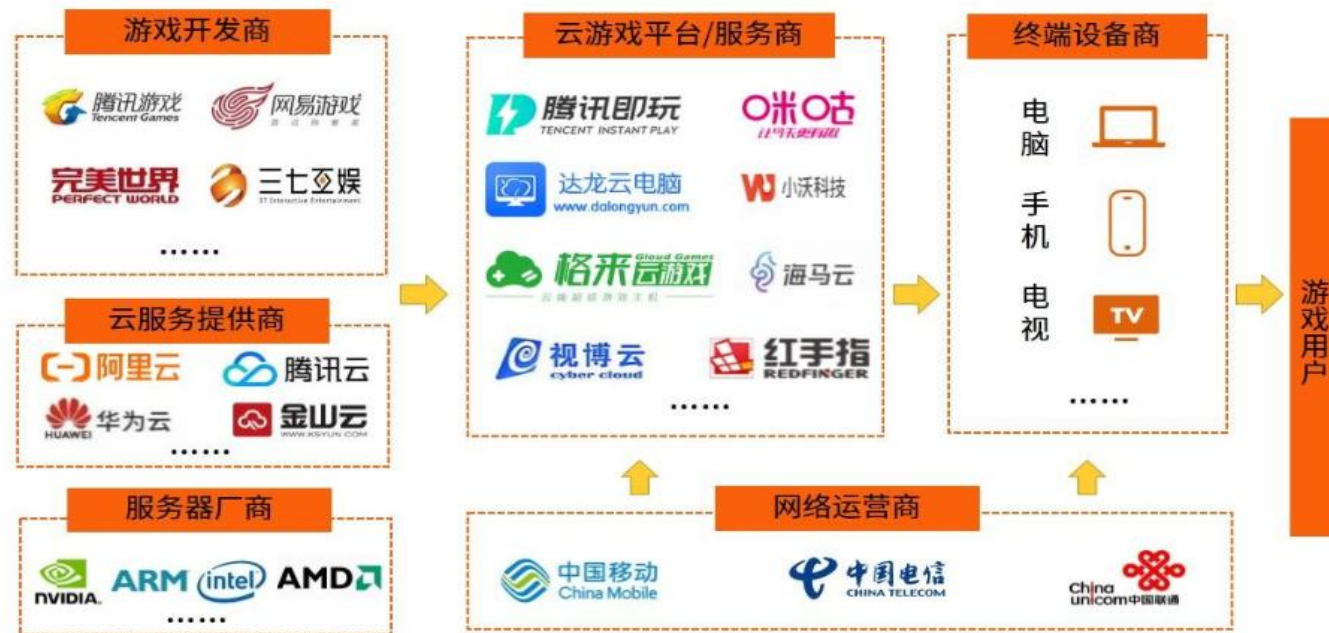 游戏开发商
腾讯游戏
Tencent Games
网易游戏
完美世界
PERFECT WORLD
三七互娱
37 Interactive Entertainment
……
云服务提供商
阿里云
腾讯云
HUAWEI
华为云
金山云
WWW.KSYUN.COM
……
服务器厂商
NVIDIA.
ARM
intel
AMD
……
云游戏平台/服务商
腾讯即玩
TENCENT INSTANT PLAY
咪咕
达龙云电脑
www.dalongyun.com
小沃科技
格来云游戏
Gloud Games
海马云
视博云
cyber cloud
红手指
REDFINGER
……
终端设备商
电脑
手机
电视
TV
……
网络运营商
中国移动
China Mobile
中国电信
CHINA TELECOM
China
unicom中国联通
游戏用户